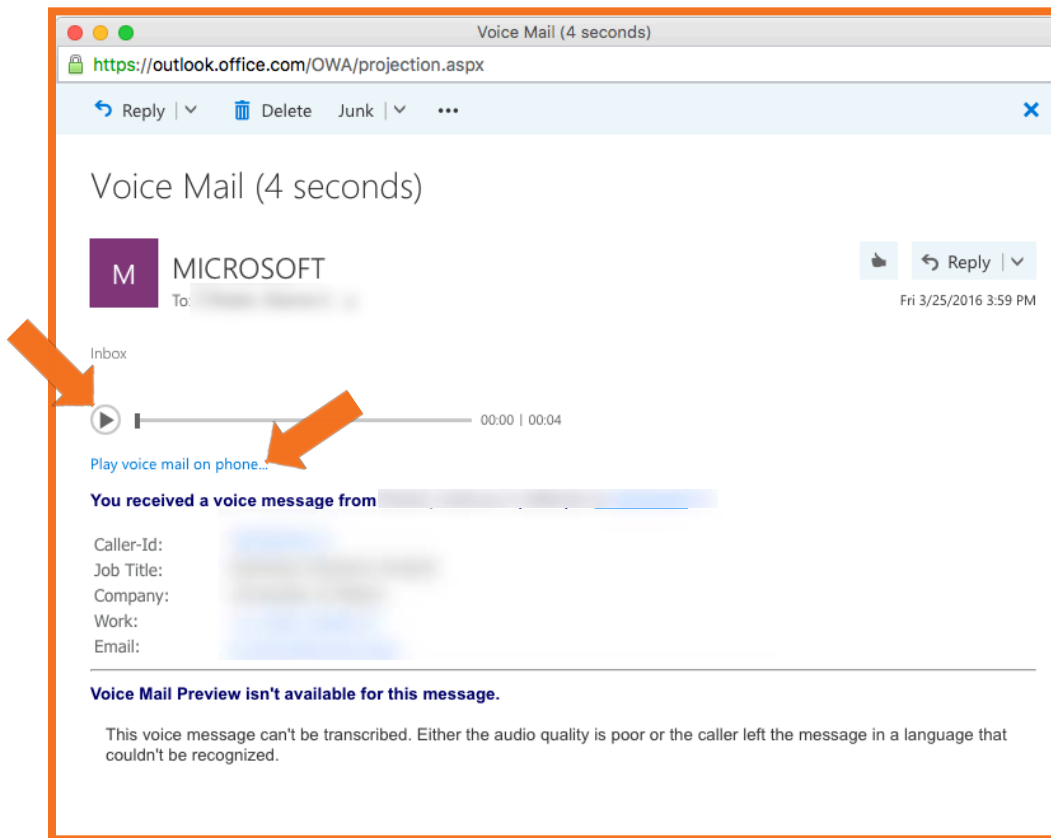 Voice Mail (4 seconds)
https://outlook.office.com/OWA/projection.aspx
Reply | Delete Junk | •••
Voice Mail (4 seconds)
M MICROSOFT
Reply |
To:
Fri 3/25/2016 3:59 PM
Inbox
00:00 | 00:04
Play voice mail on phone...
You received a voice message from
Caller-Id:
Job Title:
Company:
Work:
Email:
Voice Mail Preview isn't available for this message.
This voice message can't be transcribed. Either the audio quality is poor or the caller left the message in a language that
couldn't be recognized.